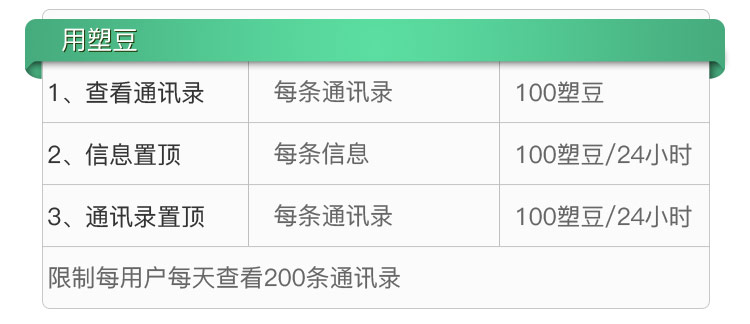 用塑豆
1、查看通讯录 每条通讯录 100塑豆
2、信息置顶 每条信息 100塑豆/24小时
3、通讯录置顶 每条通讯录 100塑豆/24小时
限制每用户每天查看200条通讯录